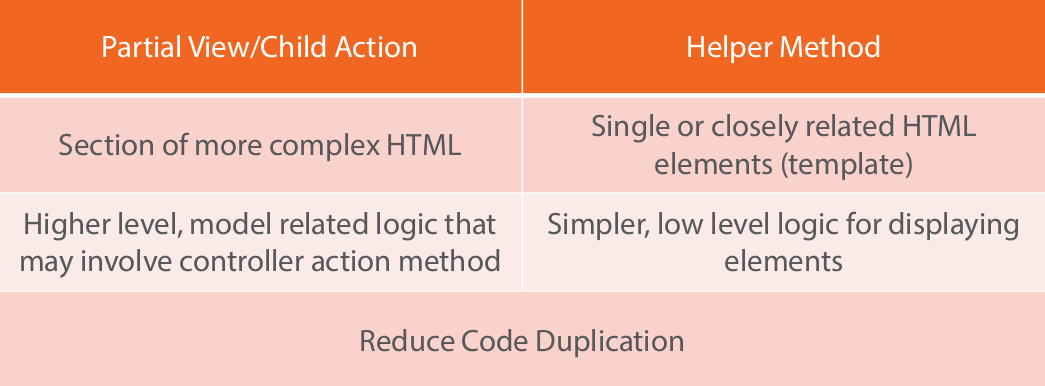 Partial View/Child Action
Helper Method
Section of more complex HTML
Single or closely related HTML
elements (template)
Higher level, model related logic that
may involve controller action method
Simpler, low level logic for displaying
elements
Reduce Code Duplication